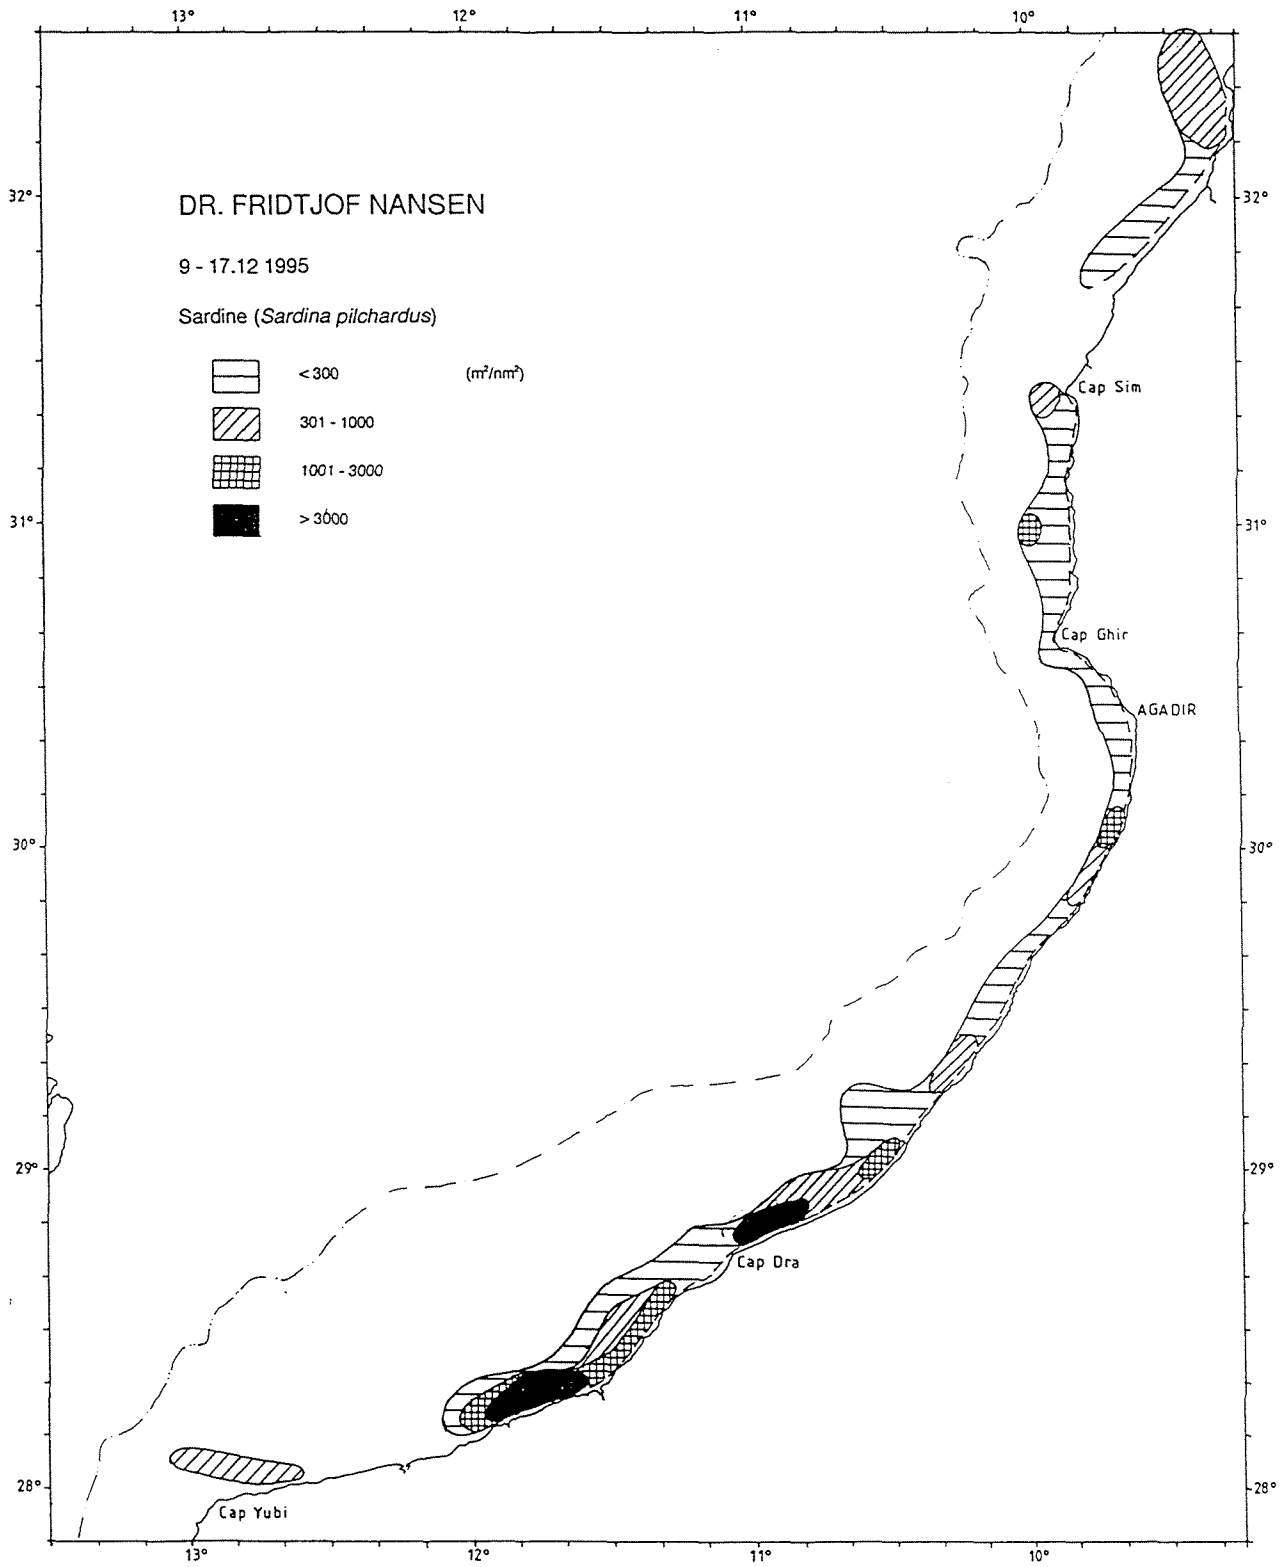 13° 12° 11° 10°
32° 32°
DR. FRIDTJOF NANSEN
9 - 17.12 1995
Sardine (Sardina pilchardus)
<300 (m²/nm²)
301 - 1000
1001 - 3000
>3000
Cap Sim
31° 31°
Cap Ghir
AGADIR
30° 30°
29° 29°
Cap Dra
28° 28°
Cap Yubi
13° 12° 11° 10°